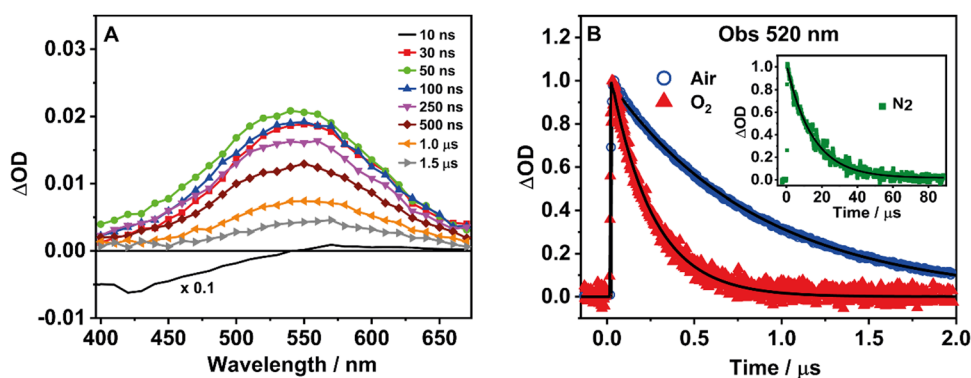 A
10 ns
30 ns
50 ns
100 ns
250 ns
500 ns
1.0 μs
1.5 μs
ΔOD
0.03
0.02
0.01
0.00
-0.01
x 0.1
400 450 500 550 600 650
Wavelength / nm
B Obs 520 nm
Air
O₂
ΔOD
1.2
1.0
0.8
0.6
0.4
0.2
0.0
0.0 0.5 1.0 1.5 2.0
Time / μs
N2
ΔOD
1.0
0.8
0.6
0.4
0.2
0.0
0 20 40 60 80
Time / μs